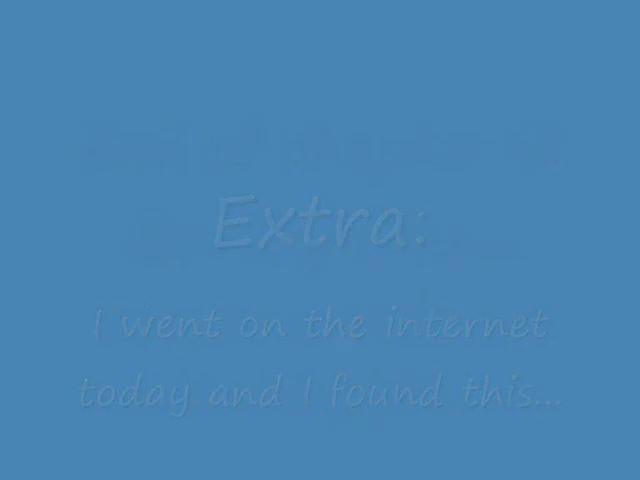 Extra:
I went on the internet
today and I found this...